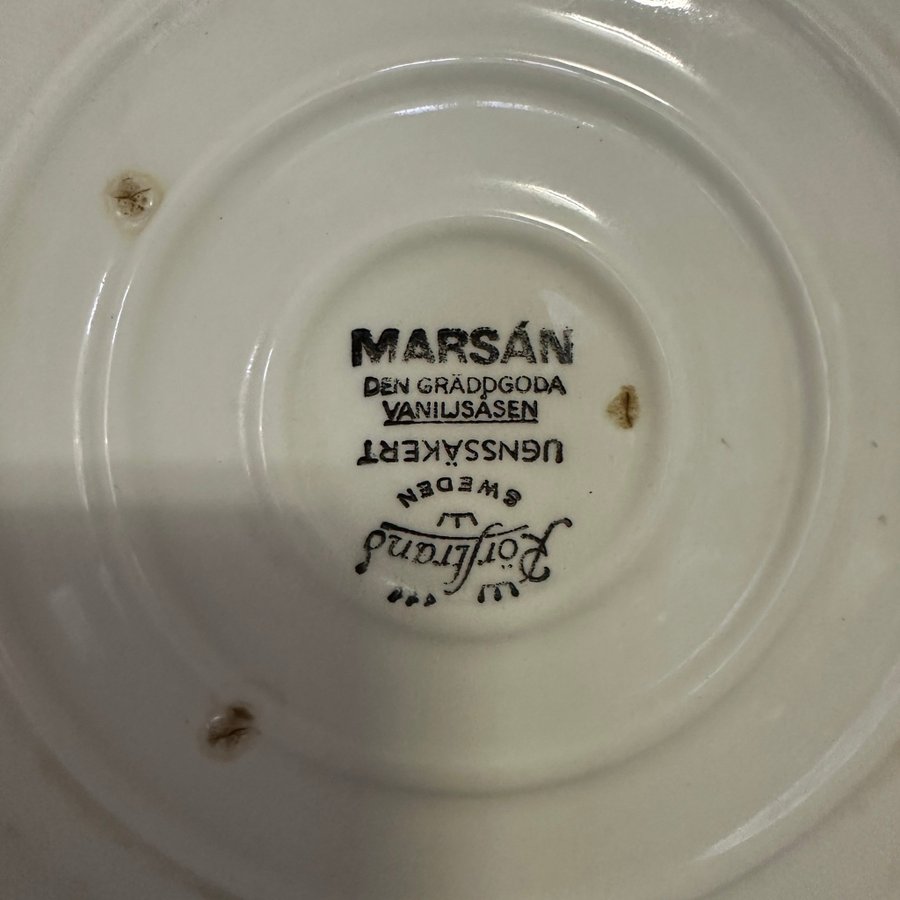 MARSÁN
DEN GRÄDDGODA
VANILJSÅSEN
UGNSSÄKERT
SWEDEN
Rörstrand